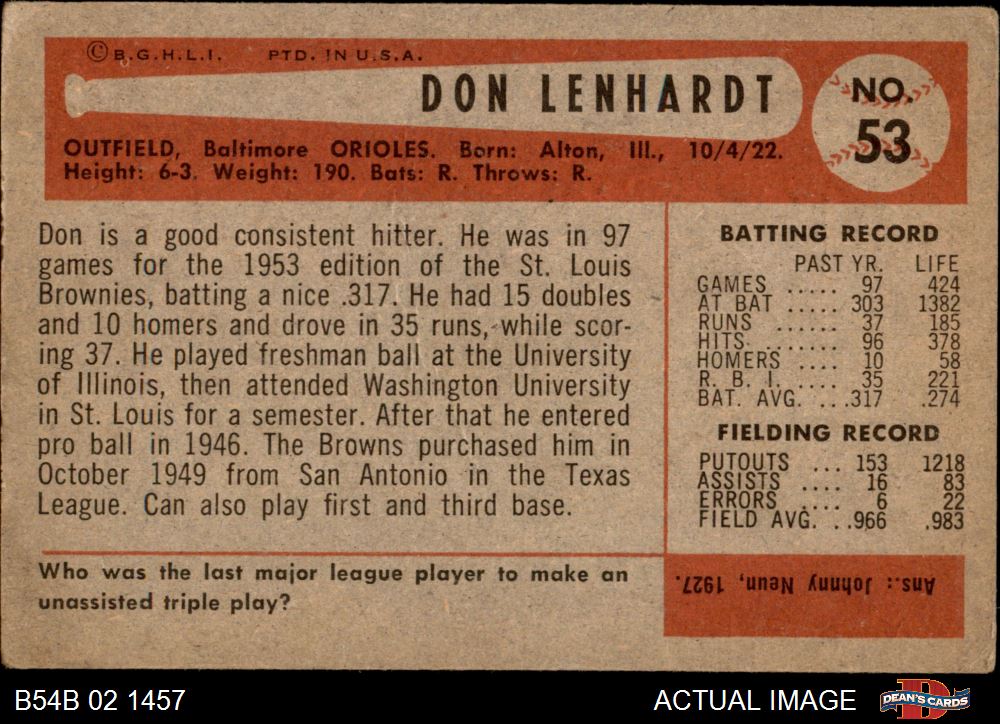 © B.G.H.L.I. PTD. IN U.S.A.
DON LENHARDT
NO.
53
OUTFIELD, Baltimore ORIOLES. Born: Alton, Ill., 10/4/22.
Height: 6-3. Weight: 190. Bats: R. Throws: R.
Don is a good consistent hitter. He was in 97
games for the 1953 edition of the St. Louis
Brownies, batting a nice .317. He had 15 doubles
and 10 homers and drove in 35 runs, while scor-
ing 37. He played freshman ball at the University
of Illinois, then attended Washington University
in St. Louis for a semester. After that he entered
pro ball in 1946. The Browns purchased him in
October 1949 from San Antonio in the Texas
League. Can also play first and third base.
BATTING RECORD
PAST YR. LIFE
GAMES ..... 97 424
AT BAT ..... 303 1382
RUNS ...... 37 185
HITS ....... 96 378
HOMERS .... 10 58
R. B. I. ..... 35 221
BAT. AVG. ...317 .274
FIELDING RECORD
PUTOUTS ... 153 1218
ASSISTS .... 16 83
ERRORS .... 6 22
FIELD AVG. ..966 .983
Who was the last major league player to make an
unassisted triple play?
Ans.: Johnny Neun, 1927.
B54B 02 1457
ACTUAL IMAGE
DEAN'S CARDS